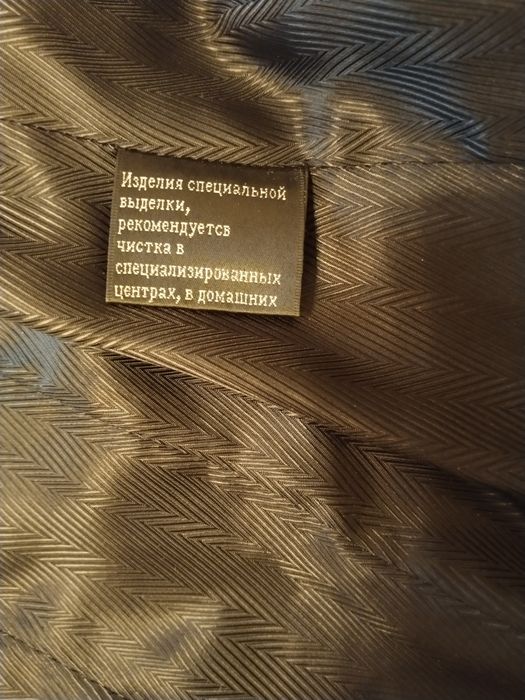 Изделия специальной
выделки,
рекомендуетсв
чистка в
специализированных
центрах, в домашних